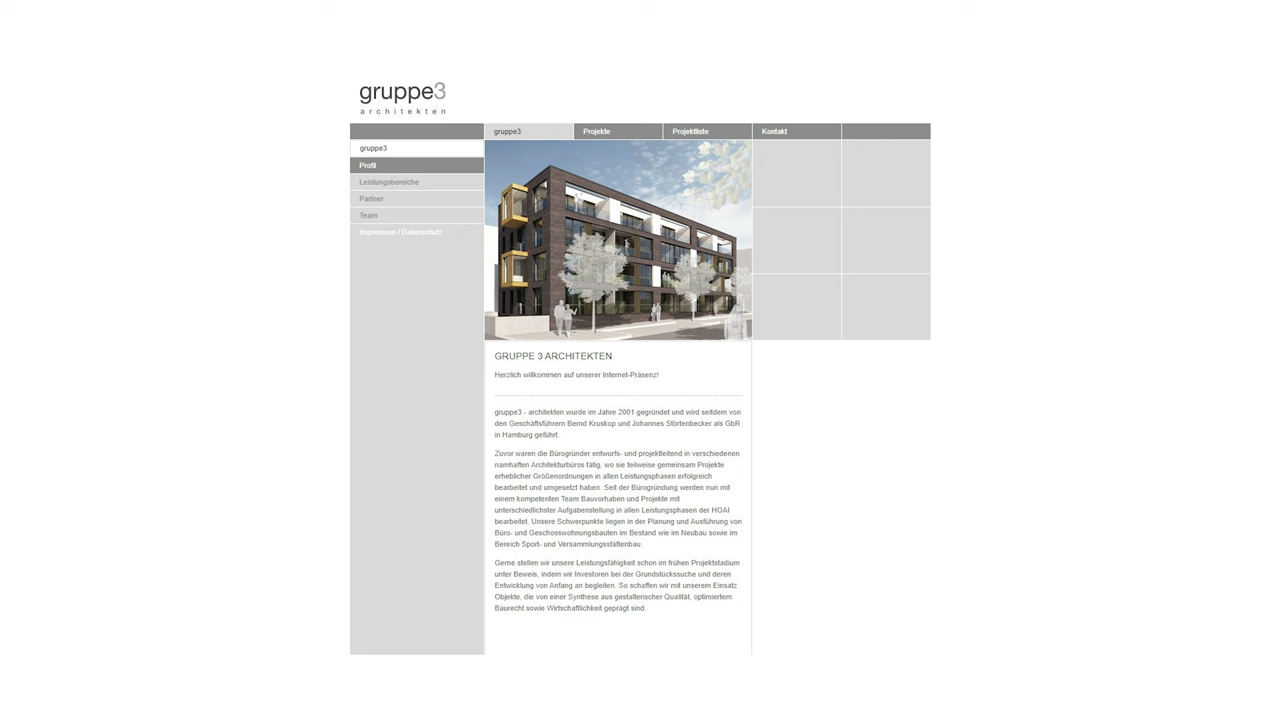 gruppe3
architekten
gruppe3
Projekte
Projektliste
Kontakt
gruppe3
Profil
Leistungsbereiche
Partner
Team
Impressum / Datenschutz
GRUPPE 3 ARCHITEKTEN
Herzlich willkommen auf unserer Internet-Präsenz!
gruppe3 - architekten wurde im Jahre 2001 gegründet und wird seitdem von
den Geschäftsführern Bernd Kruskop und Johannes Störtenbecker als GbR
in Hamburg geführt.
Zuvor waren die Bürogründer entwurfs- und projektleitend in verschiedenen
namhaften Architekturbüros tätig, wo sie teilweise gemeinsam Projekte
erheblicher Größenordnungen in allen Leistungsphasen erfolgreich
bearbeitet und umgesetzt haben. Seit der Bürogründung werden nun mit
einem kompetenten Team Bauvorhaben und Projekte mit
unterschiedlichster Aufgabenstellung in allen Leistungsphasen der HOAI
bearbeitet. Unsere Schwerpunkte liegen in der Planung und Ausführung von
Büro- und Geschosswohnungsbauten im Bestand wie im Neubau sowie im
Bereich Sport- und Versammlungsstättenbau.
Gerne stellen wir unsere Leistungsfähigkeit schon im frühen Projektstadium
unter Beweis, indem wir Investoren bei der Grundstückssuche und deren
Entwicklung von Anfang an begleiten. So schaffen wir mit unserem Einsatz
Objekte, die von einer Synthese aus gestalterischer Qualität, optimiertem
Baurecht sowie Wirtschaftlichkeit geprägt sind.